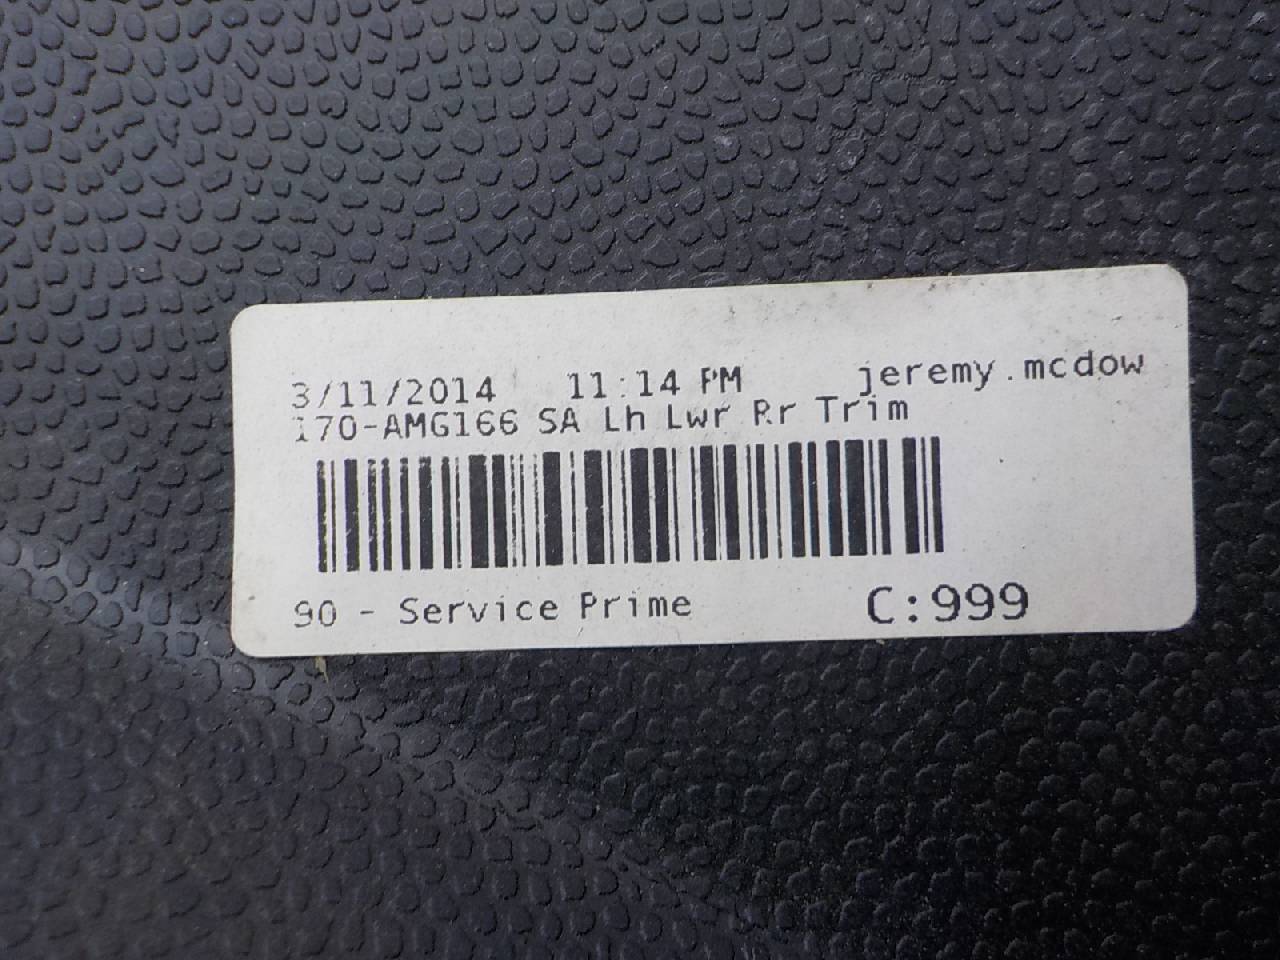 3/11/2014 11:14 PM jeremy.mcdow
170-AMG166 SA Lh Lwr Rr Trim
90 - Service Prime C:999